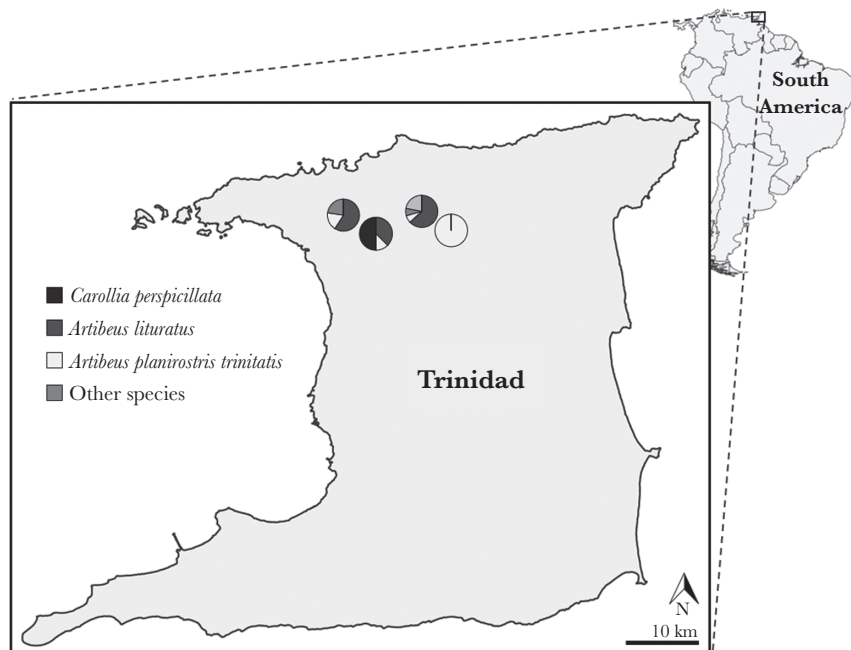 South
America
Carollia perspicillata
Artibeus lituratus
Artibeus planirostris trinitatis
Other species
Trinidad
N
10 km